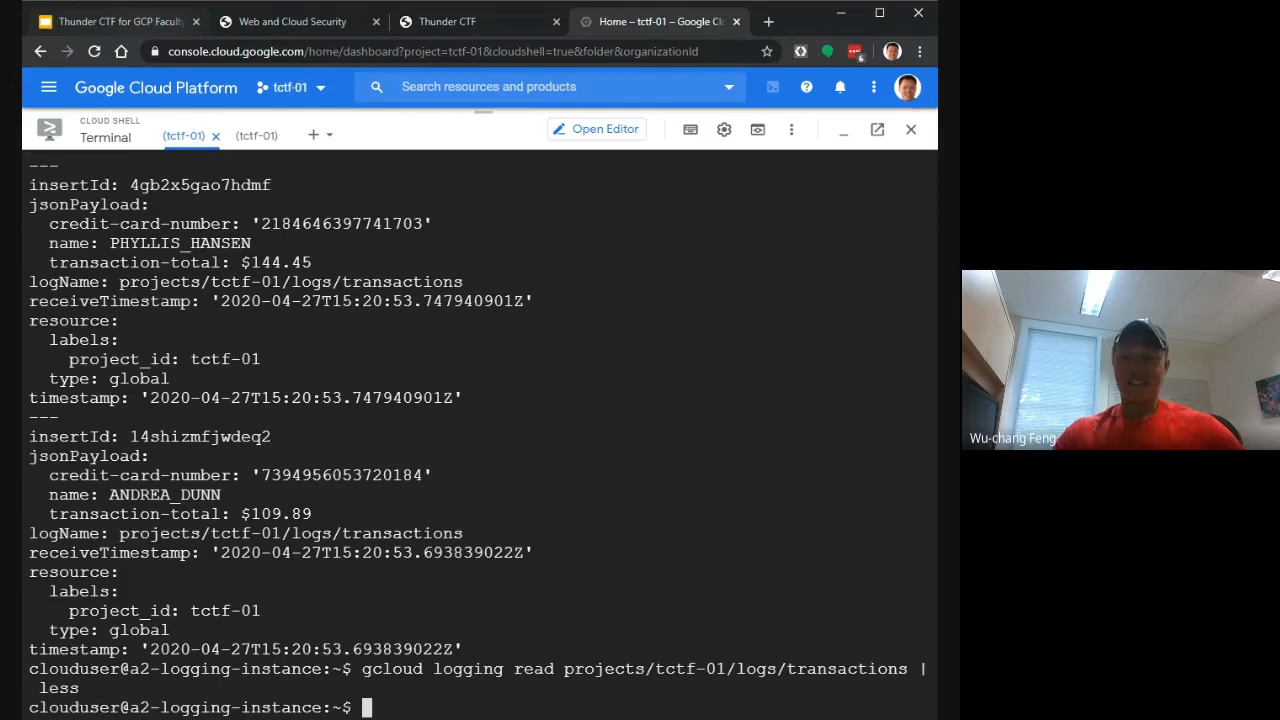 Thunder CTF for GCP Faculty
Web and Cloud Security
Thunder CTF
Home – tctf-01 – Google Cl
console.cloud.google.com/home/dashboard?project=tctf-01&cloudshell=true&folder&organizationId
6
Google Cloud Platform
tctf-01
Search resources and products
CLOUD SHELL
Terminal
(tctf-01)
(tctf-01)
Open Editor
---
insertId: 4gb2x5gao7hdmf
jsonPayload:
  credit-card-number: '2184646397741703'
  name: PHYLLIS_HANSEN
  transaction-total: $144.45
logName: projects/tctf-01/logs/transactions
receiveTimestamp: '2020-04-27T15:20:53.747940901Z'
resource:
  labels:
    project_id: tctf-01
  type: global
timestamp: '2020-04-27T15:20:53.747940901Z'
---
insertId: 14shizmfjwdeq2
jsonPayload:
  credit-card-number: '7394956053720184'
  name: ANDREA_DUNN
  transaction-total: $109.89
logName: projects/tctf-01/logs/transactions
receiveTimestamp: '2020-04-27T15:20:53.693839022Z'
resource:
  labels:
    project_id: tctf-01
  type: global
timestamp: '2020-04-27T15:20:53.693839022Z'
clouduser@a2-logging-instance:~$ gcloud logging read projects/tctf-01/logs/transactions |
 less
clouduser@a2-logging-instance:~$
Wu-chang Feng